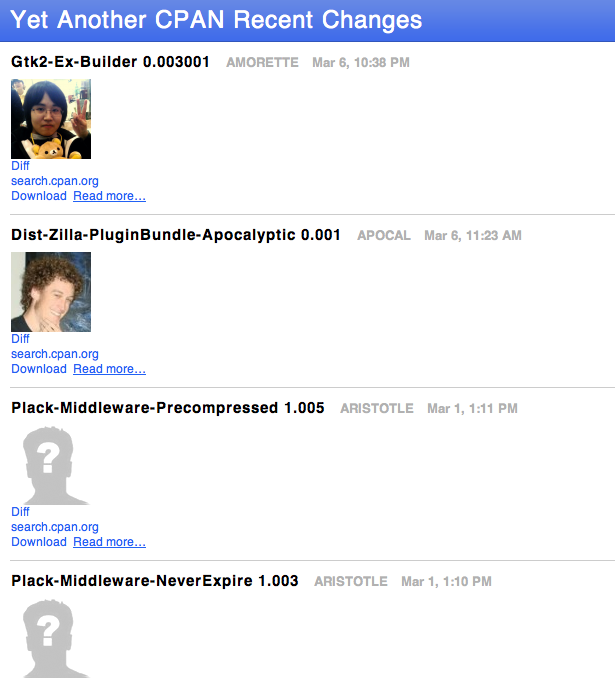 Yet Another CPAN Recent Changes
Gtk2-Ex-Builder 0.003001 AMORETTE Mar 6, 10:38 PM
Diff
search.cpan.org
Download Read more…
Dist-Zilla-PluginBundle-Apocalyptic 0.001 APOCAL Mar 6, 11:23 AM
Diff
search.cpan.org
Download Read more…
Plack-Middleware-Precompressed 1.005 ARISTOTLE Mar 1, 1:11 PM
?
Diff
search.cpan.org
Download Read more…
Plack-Middleware-NeverExpire 1.003 ARISTOTLE Mar 1, 1:10 PM
?